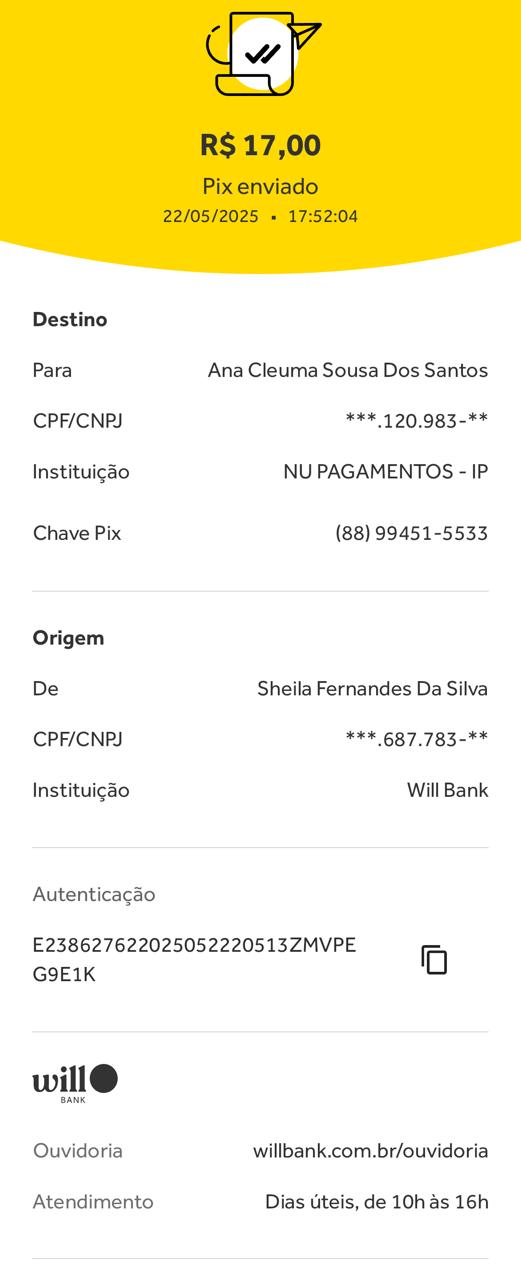 R$ 17,00
Pix enviado
22/05/2025 • 17:52:04
Destino
Para Ana Cleuma Sousa Dos Santos
CPF/CNPJ ***.120.983-**
Instituição NU PAGAMENTOS - IP
Chave Pix (88) 99451-5533
Origem
De Sheila Fernandes Da Silva
CPF/CNPJ ***.687.783-**
Instituição Will Bank
Autenticação
E238627622025052220513ZMVPE
G9E1K
will
BANK
Ouvidoria willbank.com.br/ouvidoria
Atendimento Dias úteis, de 10h às 16h